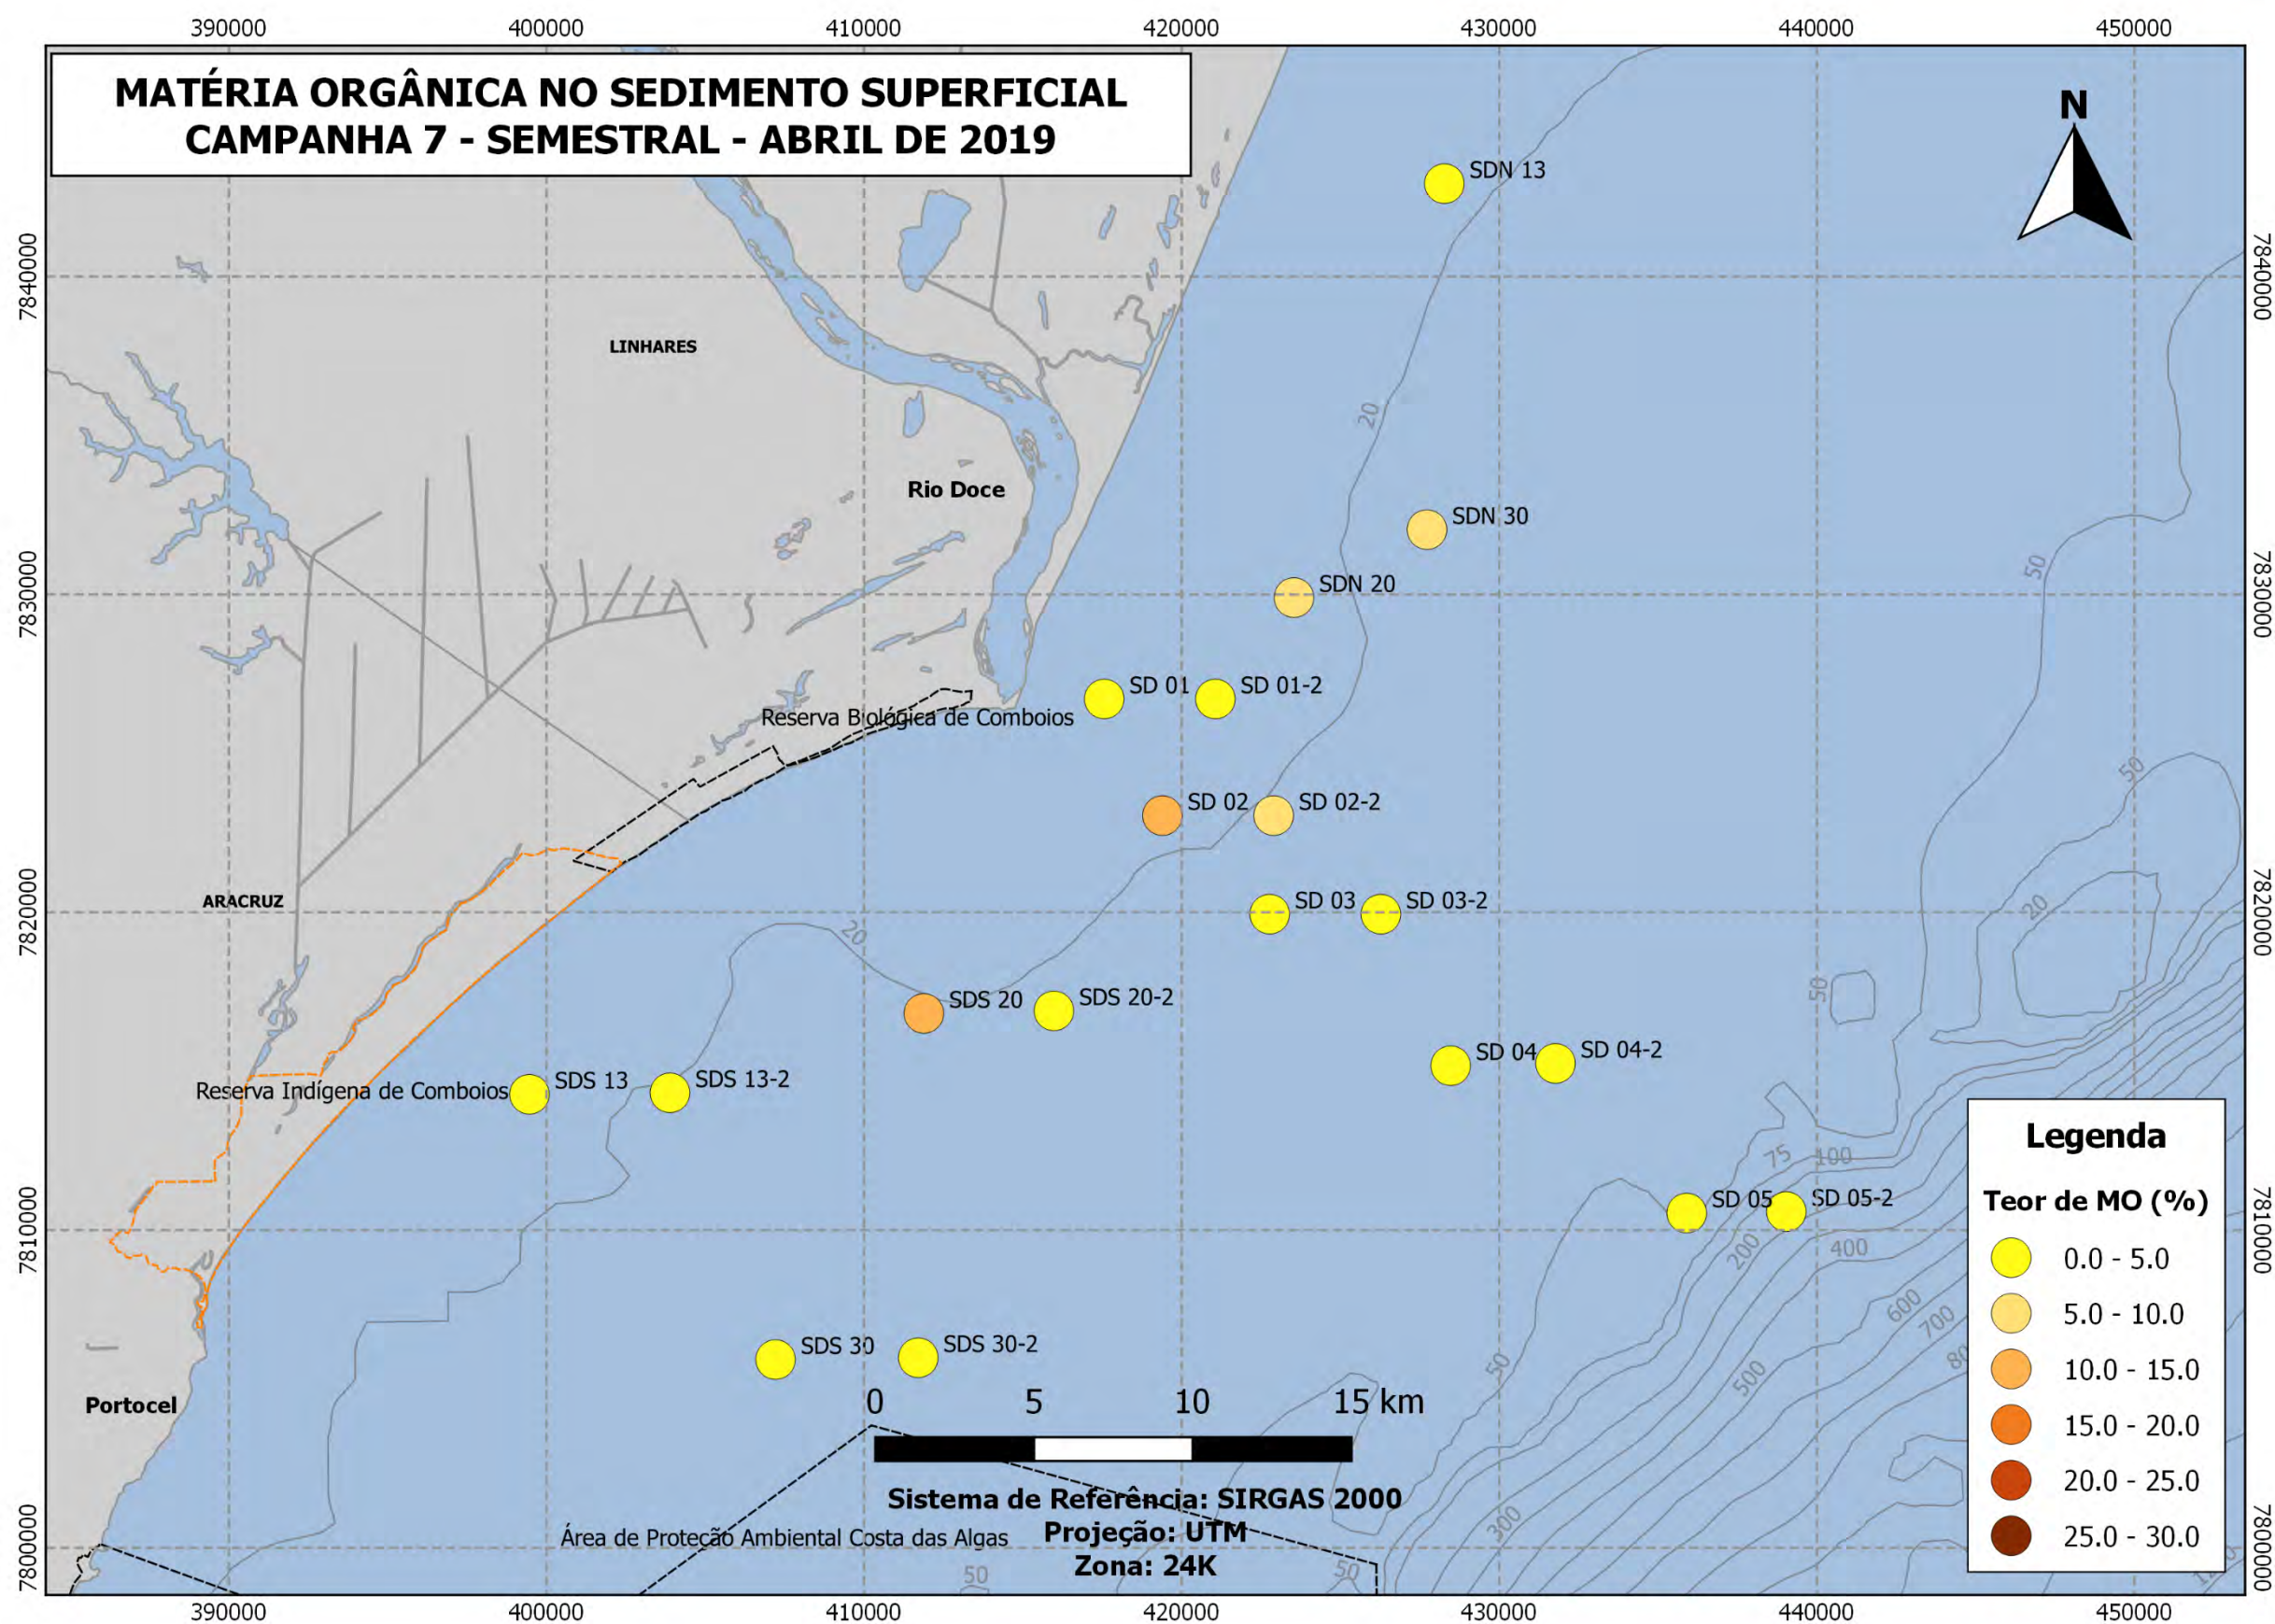 390000 400000 410000 420000 430000 440000 450000
MATÉRIA ORGÂNICA NO SEDIMENTO SUPERFICIAL
CAMPANHA 7 - SEMESTRAL - ABRIL DE 2019
N
SDN 13
7840000
7840000
LINHARES
20
Rio Doce
SDN 30
50
SDN 20
7830000
7830000
SD 01
SD 01-2
Reserva Biológica de Comboios
50
SD 02
SD 02-2
ARACRUZ
SD 03
SD 03-2
20
20
7820000
7820000
50
SDS 20
SDS 20-2
SD 04
SD 04-2
SDS 13
SDS 13-2
Reserva Indígena de Comboios
75
100
SD 05
SD 05-2
200
400
7810000
7810000
600
700
50
500
SDS 30
SDS 30-2
Portocel
0 5 10 15 km
Sistema de Referência: SIRGAS 2000
Projeção: UTM
Zona: 24K
Área de Proteção Ambiental Costa das Algas
300
50
50
7800000
7800000
Legenda
Teor de MO (%)
0.0 - 5.0
5.0 - 10.0
10.0 - 15.0
15.0 - 20.0
20.0 - 25.0
25.0 - 30.0
390000 400000 410000 420000 430000 440000 450000